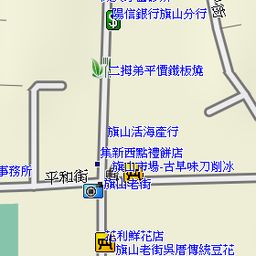 陽信銀行旗山分行
二拇弟平價鐵板燒
旗山活海產行
集新西點禮餅店
旗山市場-古早味刀削冰
事務所
平和街
旗山老街
花利鮮花店
旗山老街吳厝傳統豆花